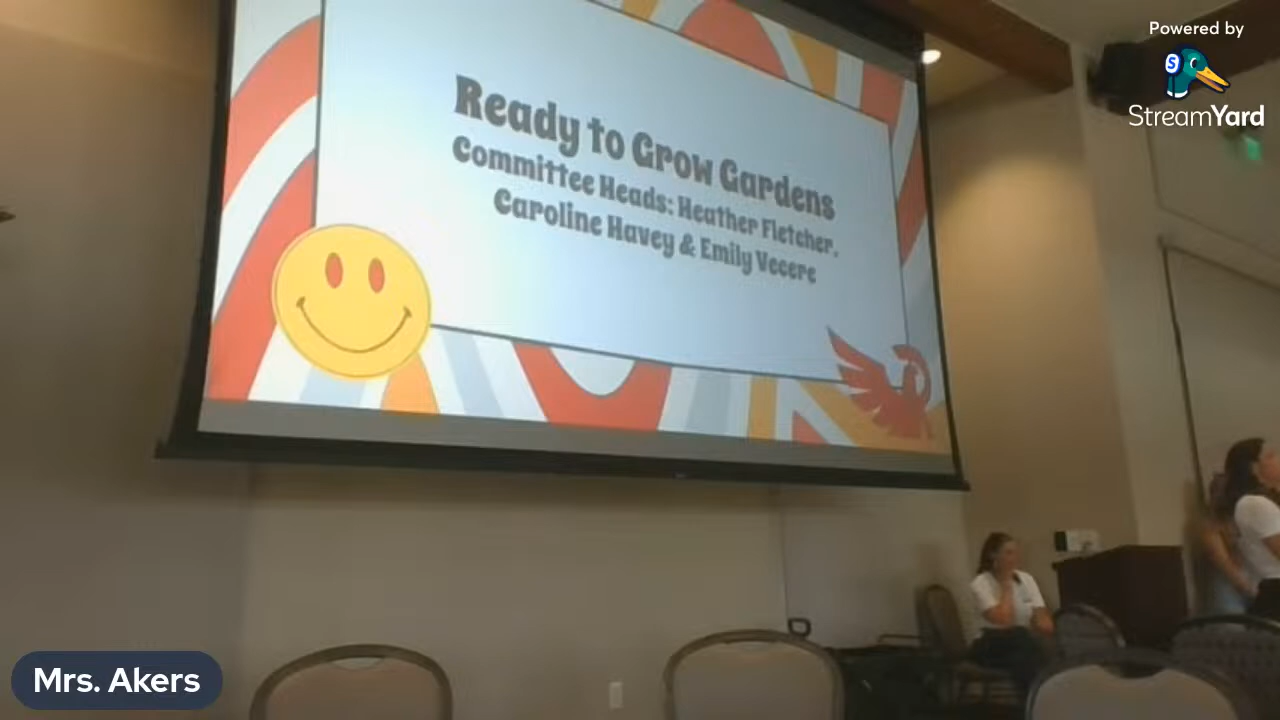 Powered by
StreamYard
Ready to Grow Gardens
Committee Heads: Heather Fletcher,
Caroline Havey & Emily Vecere
Mrs. Akers